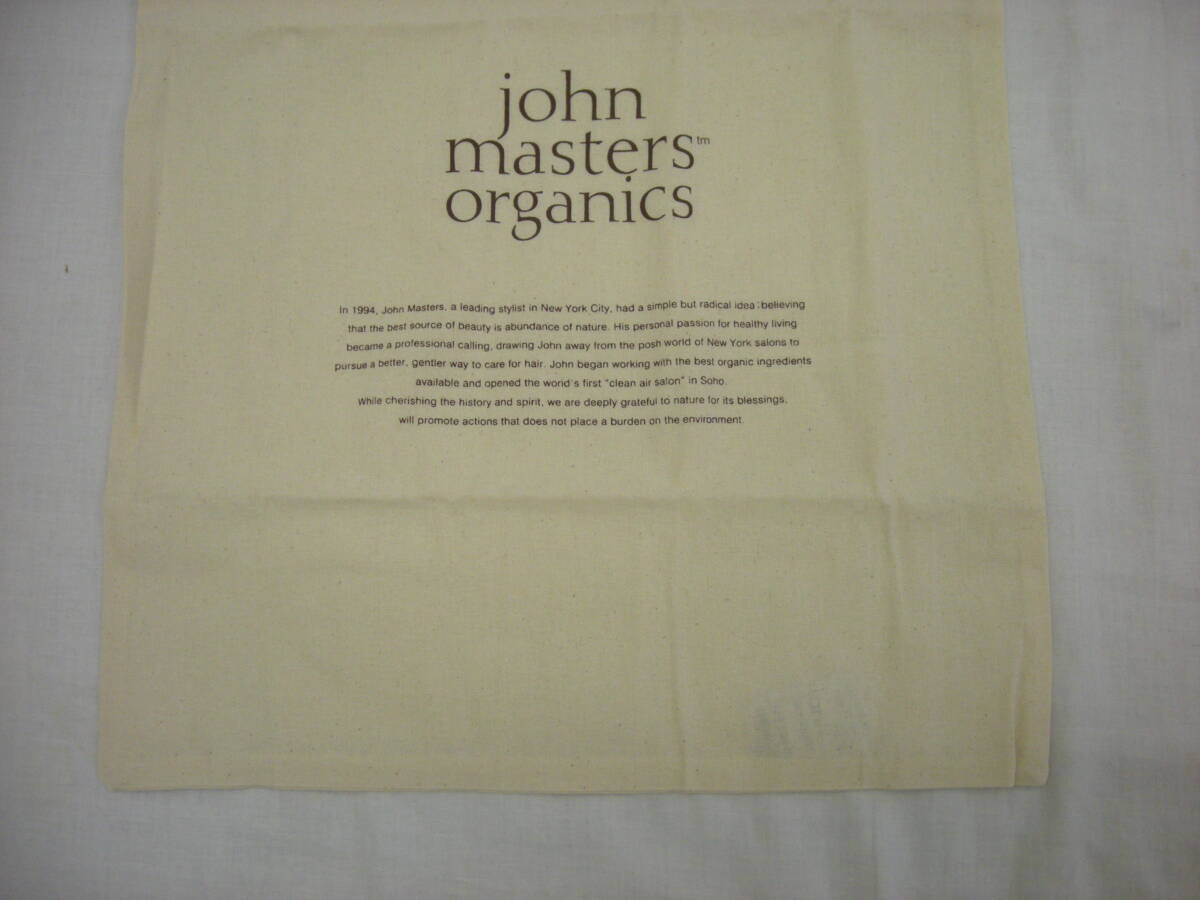 john
masters™
organics
In 1994, John Masters, a leading stylist in New York City, had a simple but radical idea:believing
that the best source of beauty is abundance of nature. His personal passion for healthy living
became a professional calling, drawing John away from the posh world of New York salons to
pursue a better, gentler way to care for hair. John began working with the best organic ingredients
available and opened the world's first "clean air salon" in Soho.
While cherishing the history and spirit, we are deeply grateful to nature for its blessings,
will promote actions that does not place a burden on the environment.